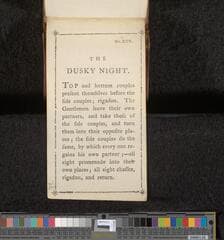 No. XIX.
THE
DUSKY NIGHT.
TOP and bottom couples
present themselves before the
side couples; rigadon. The
Gentlemen leave their own
partners, and take those of
the side couples, and turn
them into their opposite pla-
ces; the side couples do the
same, by which every one re-
gains his own partner;—all
eight promenade into their
own places; all eight chassa,
rigadon, and return.